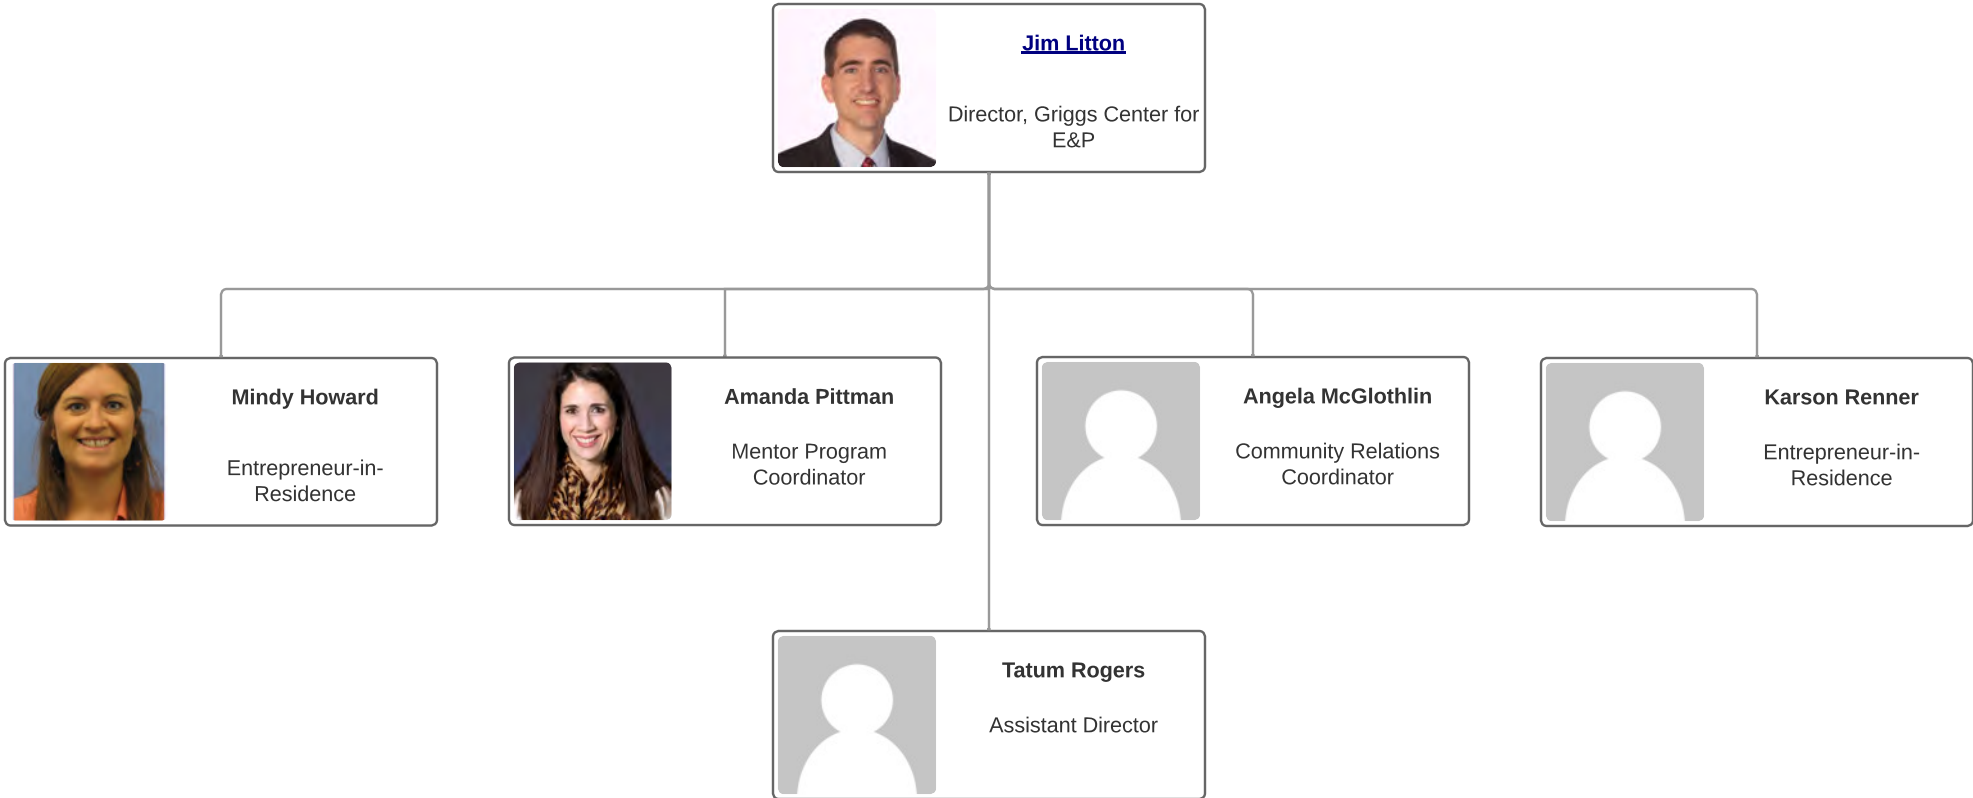 Jim Litton
Director, Griggs Center for
E&P
Mindy Howard
Entrepreneur-in-
Residence
Amanda Pittman
Mentor Program
Coordinator
Angela McGlothlin
Community Relations
Coordinator
Karson Renner
Entrepreneur-in-
Residence
Tatum Rogers
Assistant Director